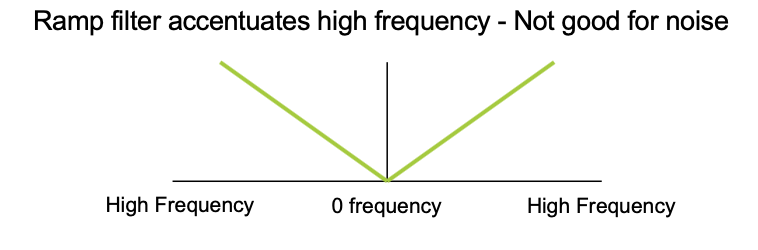 Ramp filter accentuates high frequency - Not good for noise
High Frequency 0 frequency High Frequency